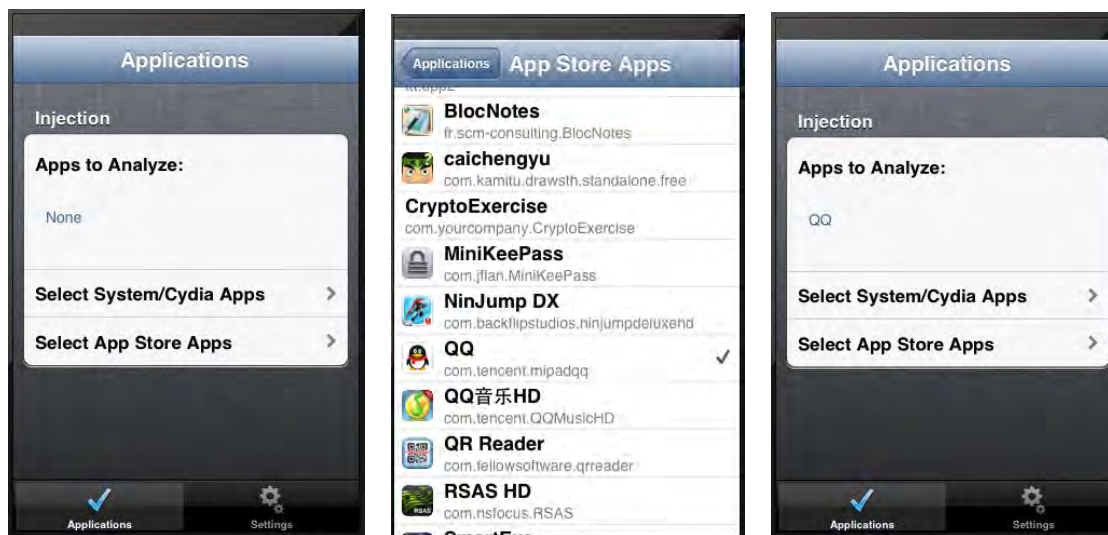 Applications
Injection
Apps to Analyze:
None
Select System/Cydia Apps
Select App Store Apps
Applications
Settings
Applications
App Store Apps
BlocNotes
fr.scm-consulting.BlocNotes
caichengyu
com.kamitu.drawsth.standalone.free
CryptoExercise
com.yourcompany.CryptoExercise
MiniKeePass
com.jflan.MiniKeePass
NinJump DX
com.backflipstudios.ninjumpdeluxehd
QQ
com.tencent.mipadqq
QQ音乐HD
com.tencent.QQMusicHD
QR Reader
com.fellowsoftware.qrreader
RSAS
RSAS HD
com.nsfocus.RSAS
Applications
Injection
Apps to Analyze:
QQ
Select System/Cydia Apps
Select App Store Apps
Applications
Settings